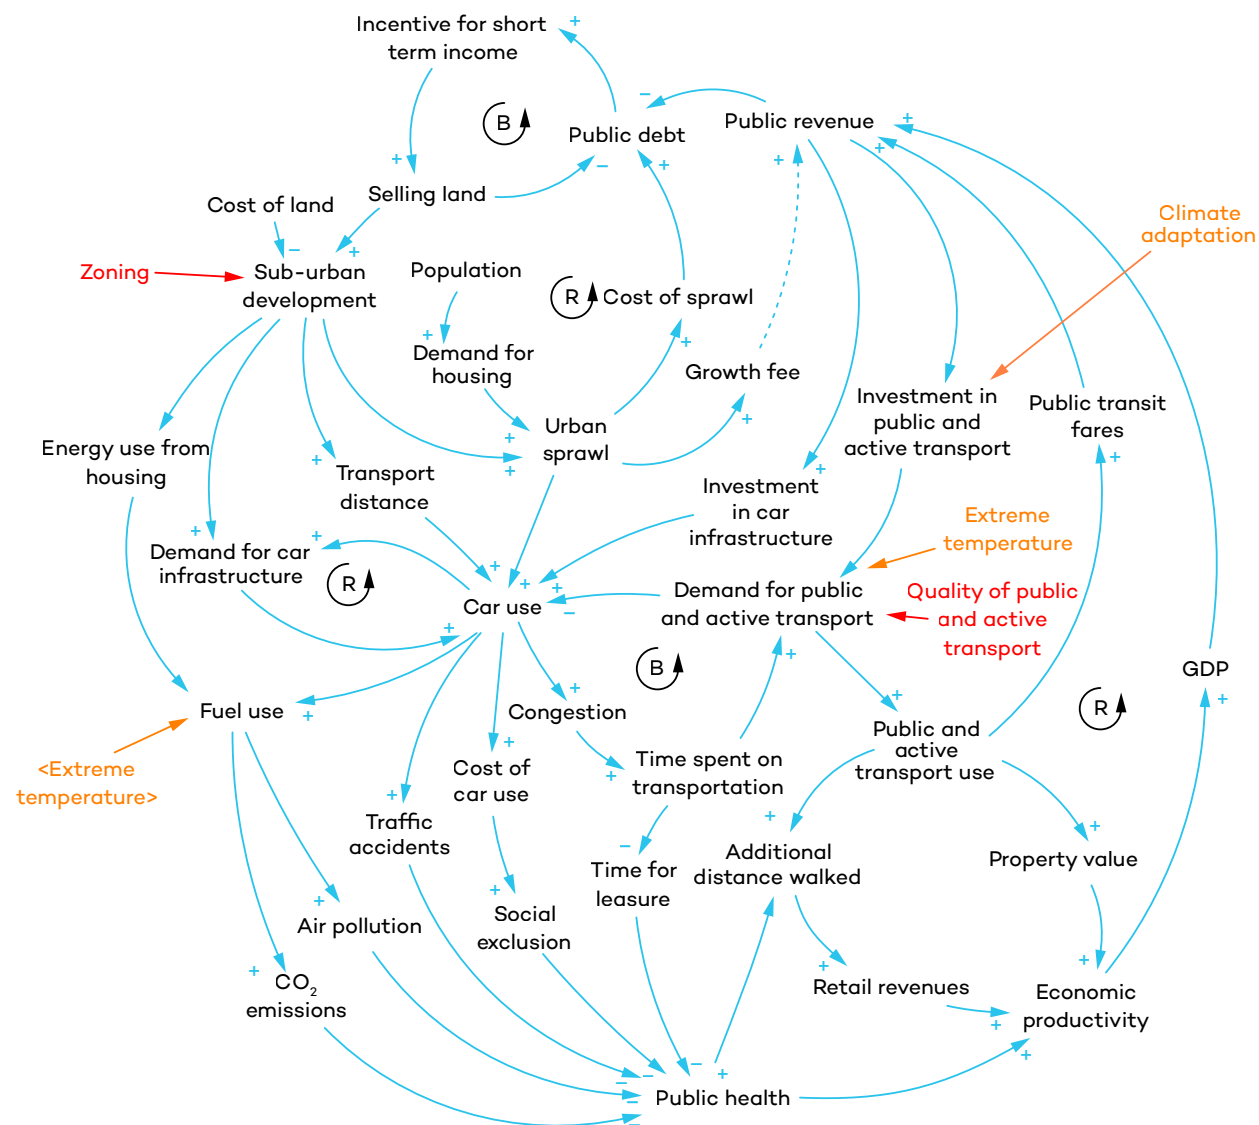 Incentive for short
term income
+
B
−
Public debt
Public revenue
+
+
+
−
+
+
Selling land
Cost of land
−
+
Climate
adaptation
Zoning
Sub-urban
development
Population
R
Cost of sprawl
+
+
Demand for
housing
Growth fee
+
Investment in
public and
active transport
Public transit
fares
+
Urban
sprawl
+
+
Energy use from
housing
+
Transport
distance
+
Investment
in car
infrastructure
Extreme
temperature
+
+
Demand for car
infrastructure
R
+
+
+
Car use
−
Demand for public
and active transport
Quality of public
and active
transport
+
B
+
GDP
+
Fuel use
+
+
Congestion
+
R
Public and
active
transport use
<Extreme
temperature>
+
Cost of
car use
+
Time spent on
transportation
+
Traffic
accidents
+
+
−
Time for
leasure
Additional
distance walked
Property value
+
Air pollution
+
Social
exclusion
+
CO2
emissions
+
Retail revenues
+
Economic
productivity
+
+
−
−
−
−
−
+
Public health